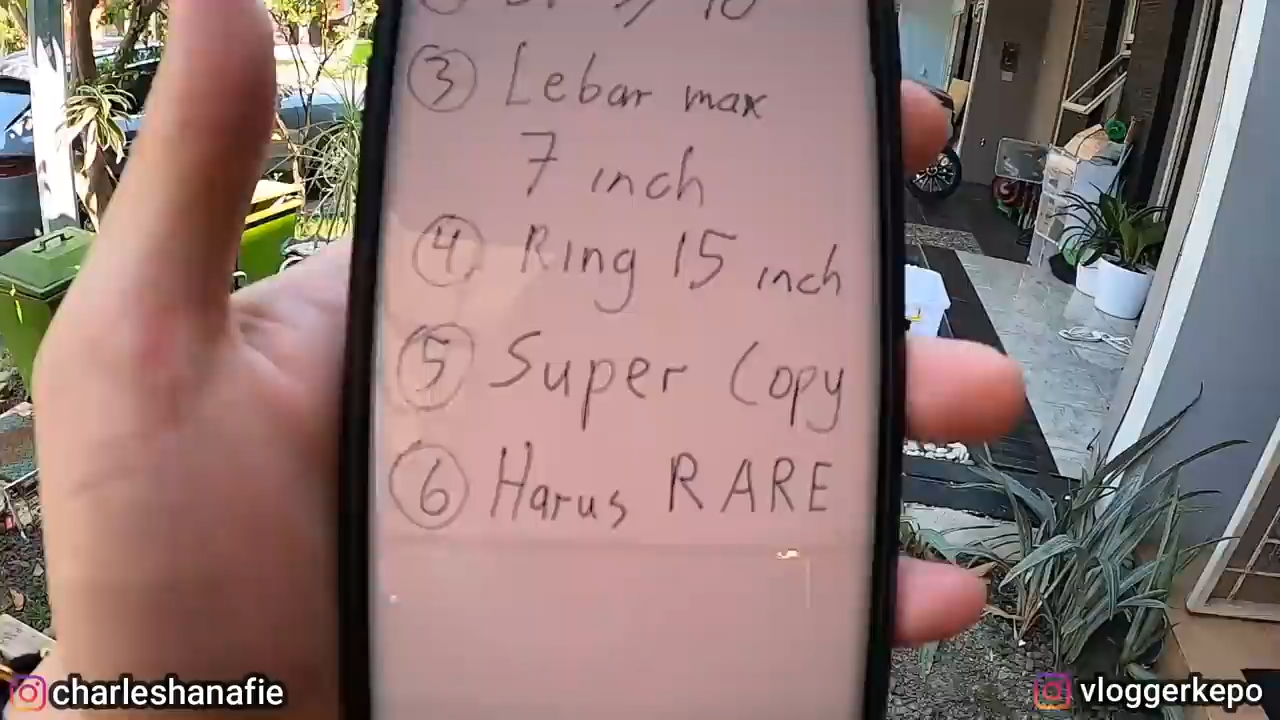 ③ Lebar max
7 inch
④ Ring 15 inch
⑤ Super Copy
⑥ Harus RARE
charleshanafie
vloggerkepo